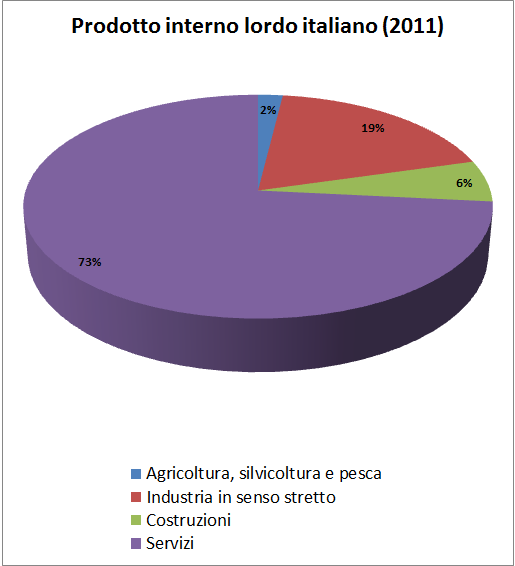 Prodotto interno lordo italiano (2011)
2%
19%
6%
73%
Agricoltura, silvicoltura e pesca
Industria in senso stretto
Costruzioni
Servizi